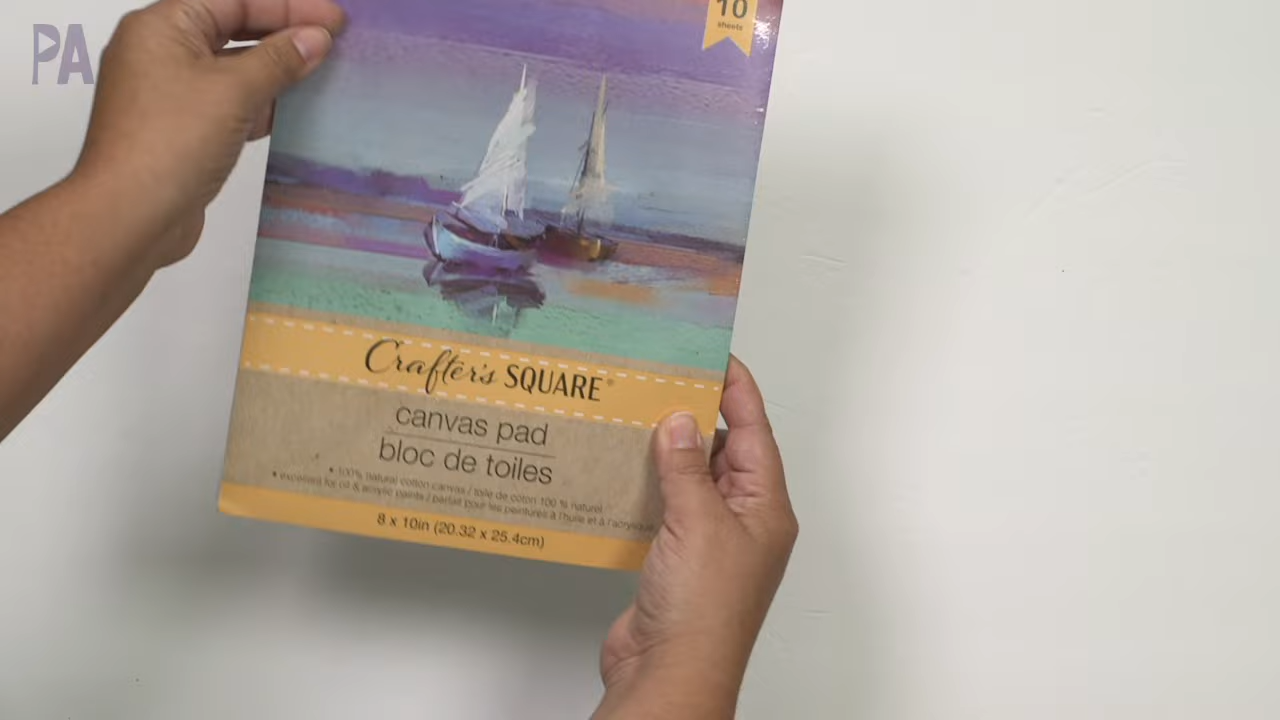 PA
10
sheets
Crafter's SQUARE®
canvas pad
bloc de toiles
• 100% natural cotton canvas / toile de coton 100 % naturel
• excellent for oil & acrylic paints / parfait pour les peintures à l'huile et à l'acrylique
8 x 10in (20.32 x 25.4cm)